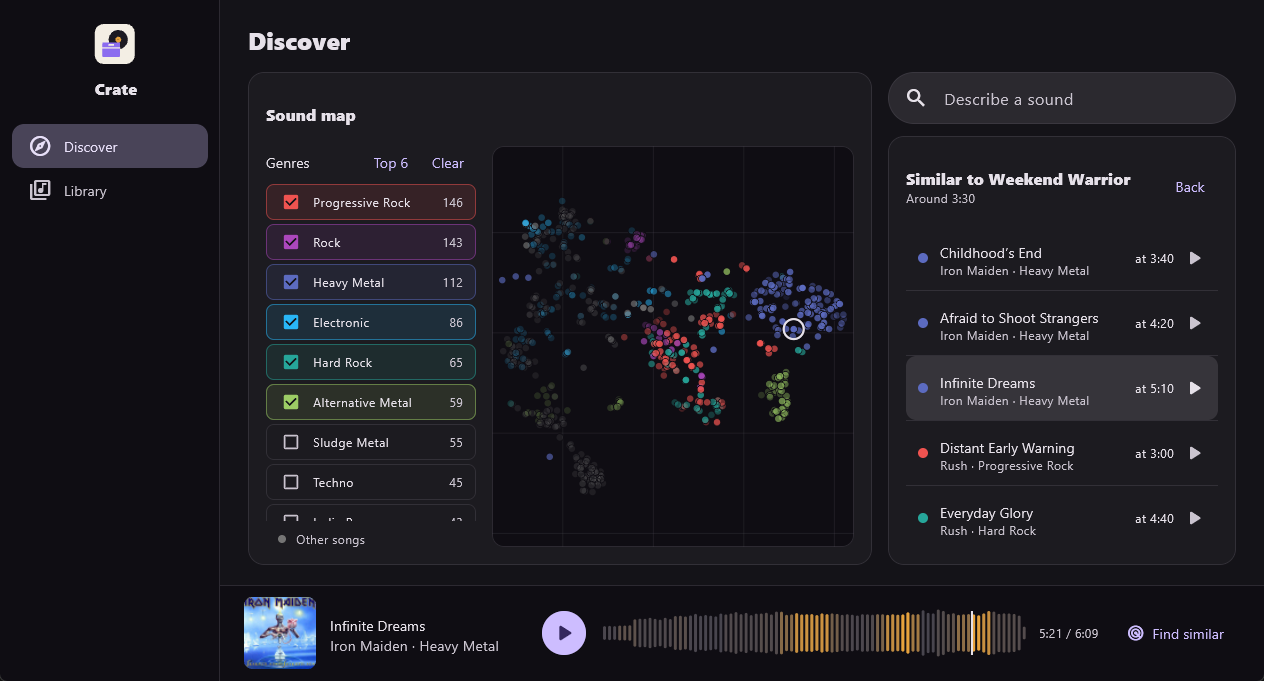 Crate
Discover
Library
Discover
Sound map
Genres Top 6 Clear
Progressive Rock 146
Rock 143
Heavy Metal 112
Electronic 86
Hard Rock 65
Alternative Metal 59
Sludge Metal 55
Techno 45
Other songs
Describe a sound
Similar to Weekend Warrior
Around 3:30
Back
Childhood’s End
Iron Maiden · Heavy Metal
at 3:40
Afraid to Shoot Strangers
Iron Maiden · Heavy Metal
at 4:20
Infinite Dreams
Iron Maiden · Heavy Metal
at 5:10
Distant Early Warning
Rush · Progressive Rock
at 3:00
Everyday Glory
Rush · Hard Rock
at 4:40
IRON MAIDEN
Infinite Dreams
Iron Maiden · Heavy Metal
5:21 / 6:09
Find similar